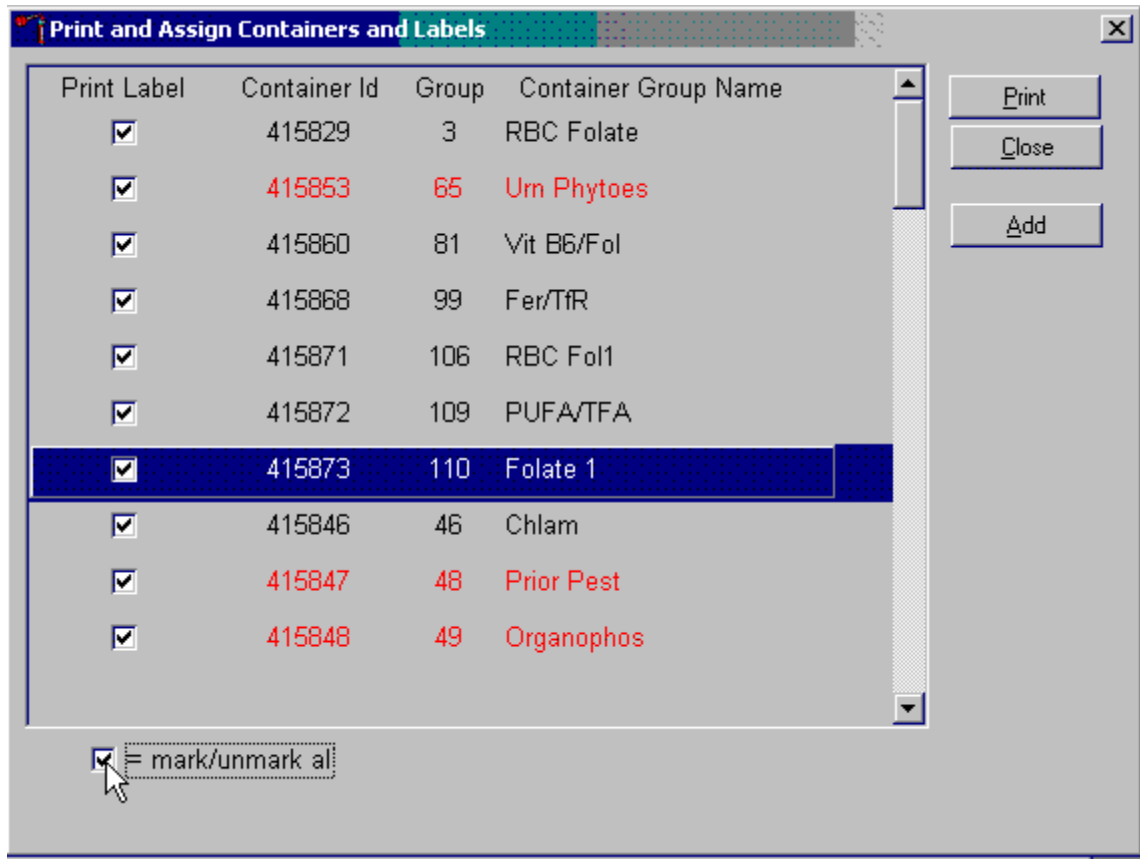 Print and Assign Containers and Labels
Print Label Container Id Group Container Group Name
415829 3 RBC Folate
415853 65 Urn Phytoes
415860 81 Vit B6/Fol
415868 99 Fer/TfR
415871 106 RBC Fol1
415872 109 PUFA/TFA
415873 110 Folate 1
415846 46 Chlam
415847 48 Prior Pest
415848 49 Organophos
= mark/unmark al
Print
Close
Add